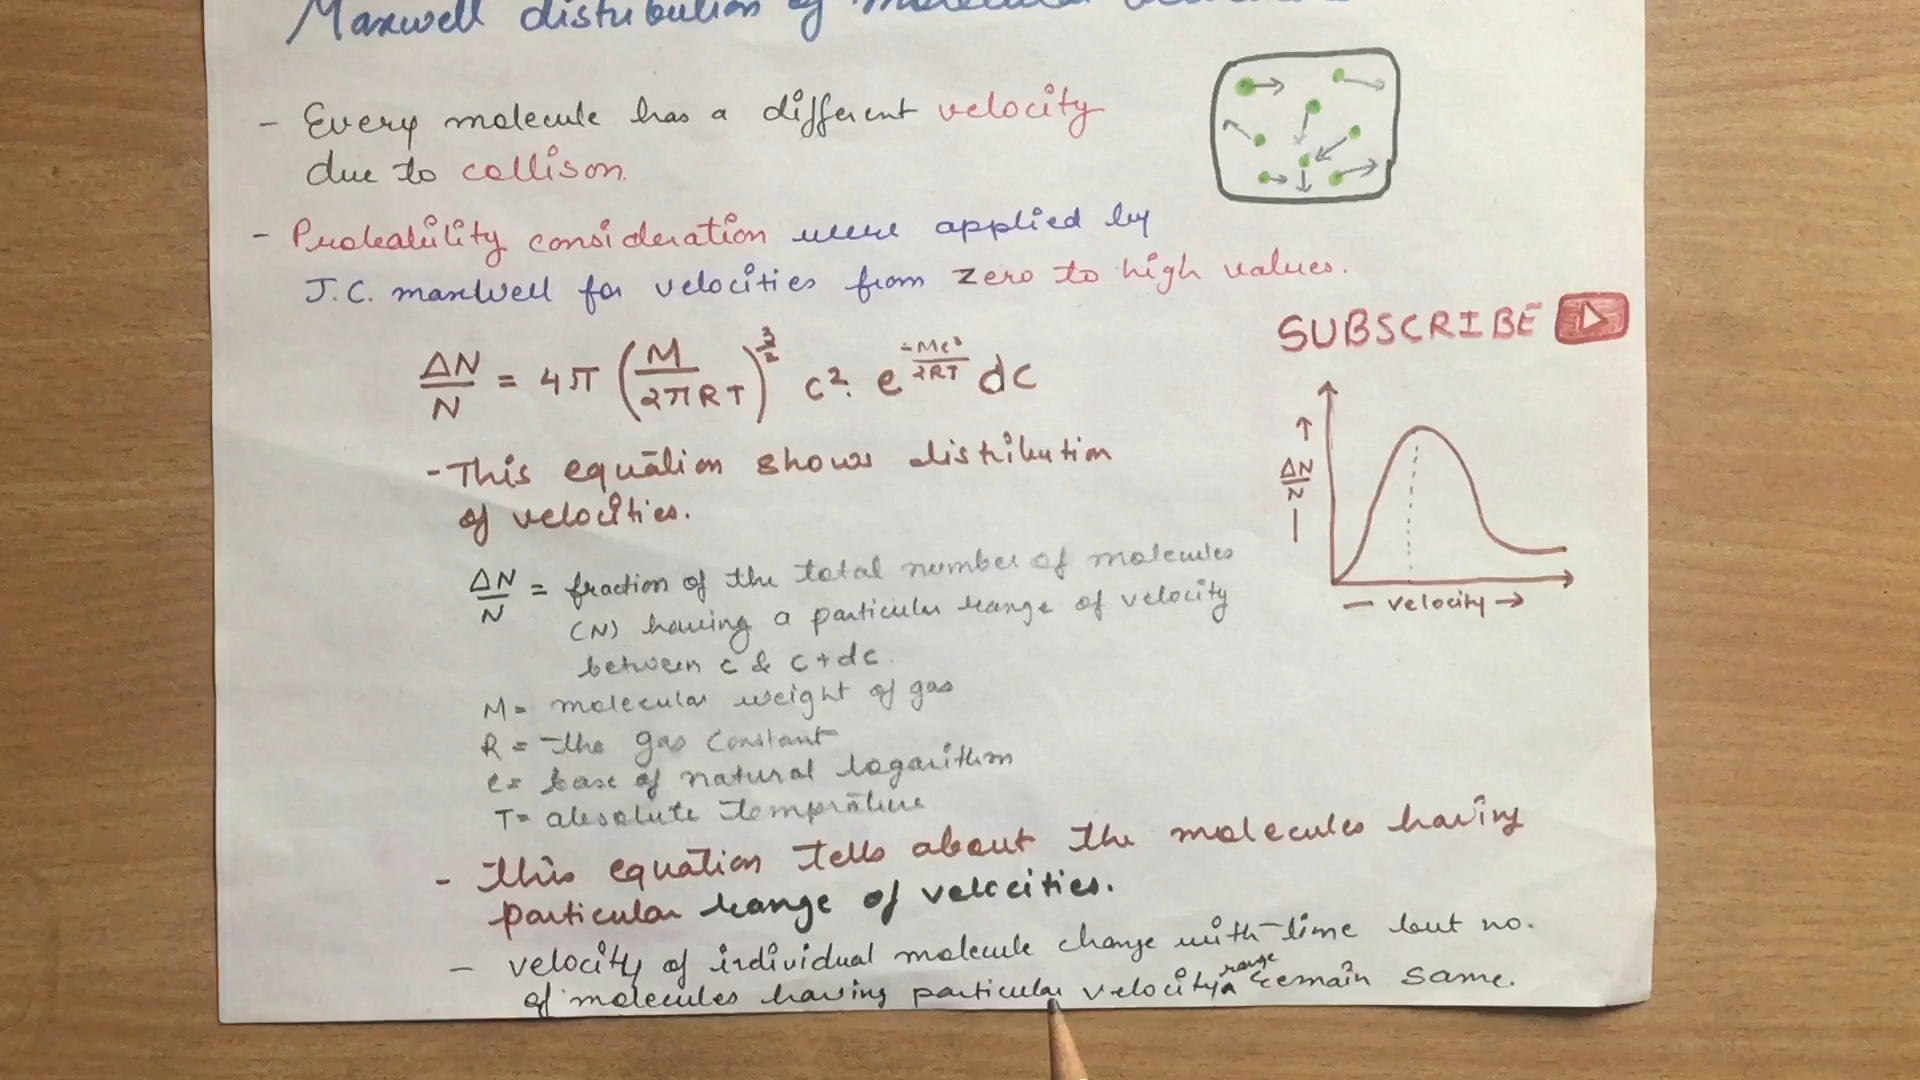 Maxwell distribution of molecular
- Every molecule has a different velocity
due to collison.
- Probability consideration were applied by
J.C. maxwell for velocities from zero to high values.
SUBSCRIBE
ΔN/N = 4π (M/2πRT)^3/2 c². e^-Mc²/2RT dc
- This equation shows distribution
of velocities.
↑ ΔN/N —
— velocity →
ΔN/N = fraction of the total number of molecules
(N) having a particular range of velocity
between c & c+dc.
M= molecular weight of gas
R = the gas constant
e= base of natural logarithm
T= absolute temprature
- This equation tells about the molecules having
particular range of velocities.
- velocity of individual molecule change with time but no.
of molecules having particular velocity range remain same.